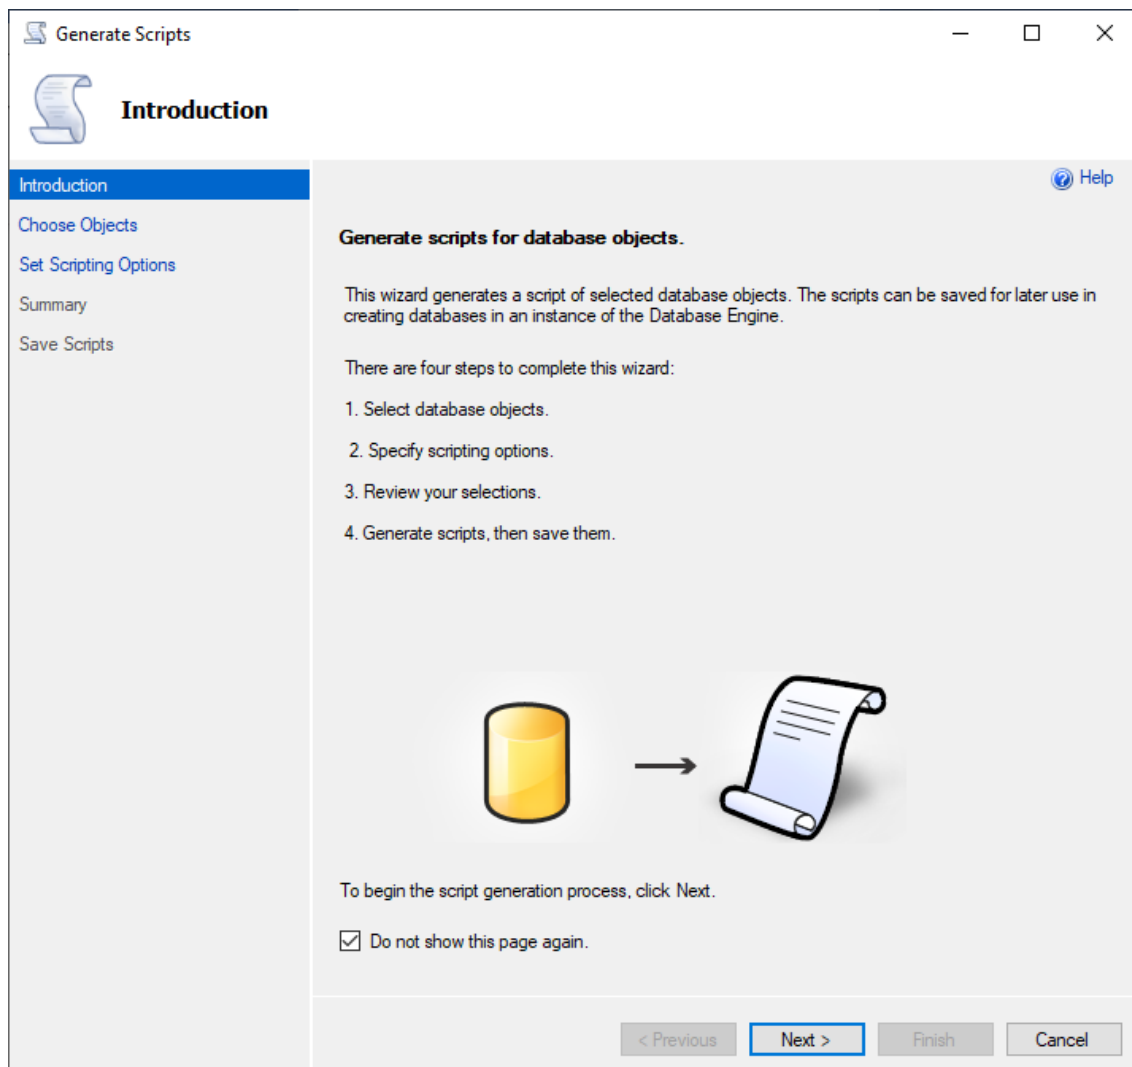 Generate Scripts
Introduction
Introduction
Choose Objects
Set Scripting Options
Summary
Save Scripts
Help
Generate scripts for database objects.
This wizard generates a script of selected database objects. The scripts can be saved for later use in
creating databases in an instance of the Database Engine.
There are four steps to complete this wizard:
1. Select database objects.
2. Specify scripting options.
3. Review your selections.
4. Generate scripts, then save them.
To begin the script generation process, click Next.
Do not show this page again.
< Previous
Next >
Finish
Cancel